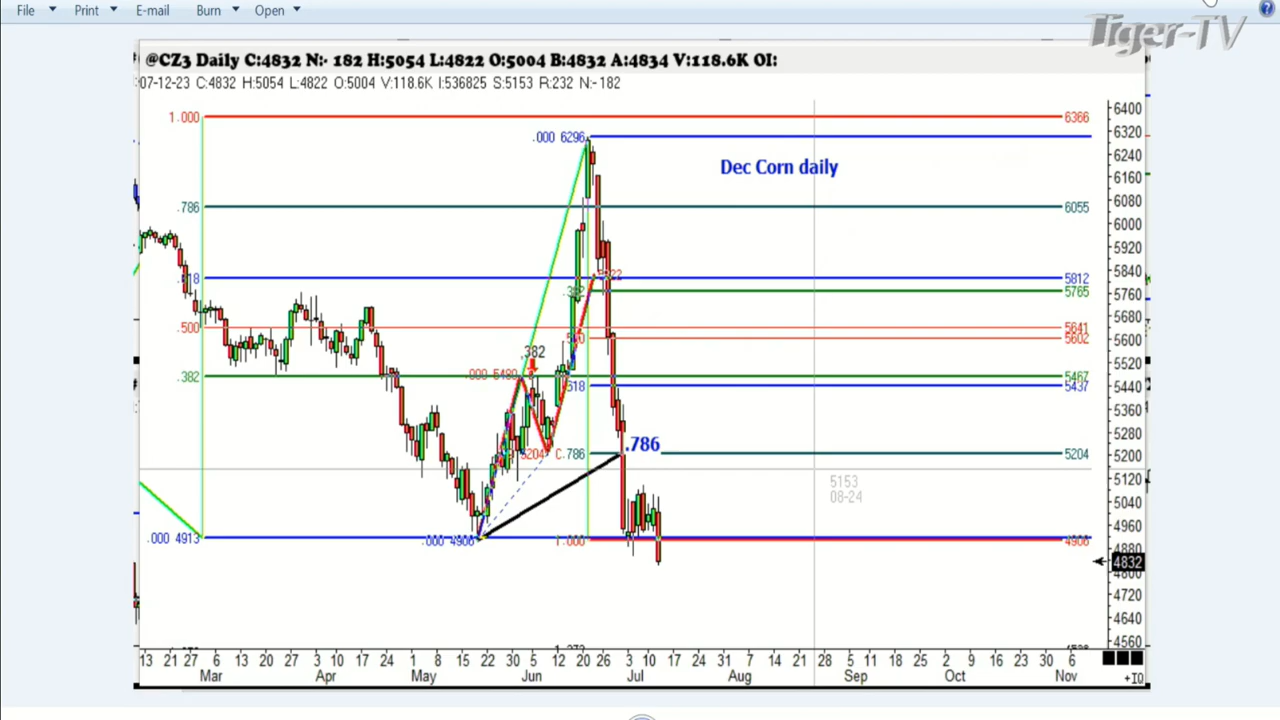 File Print E-mail Burn Open
Tiger-TV
@CZ3 Daily C:4832 N:- 182 H:5054 L:4822 O:5004 B:4832 A:4834 V:118.6K OI:
07-12-23 C:4832 H:5054 L:4822 O:5004 V:118.6K I:536825 S:5153 R:232 N:-182
1.000 6366 6400
.000 6296 6320
Dec Corn daily 6240
6160
.786 6055 6080
6000
5920
5812 5840
.382 5765 5760
5680
.500 5641
5602 5600
.382 5520
.382 .000 5480 5467
.618 5437 5440
5360
.786 5280
5204 C.786 5204 5200
5153 5120
08-24 5040
4960
.000 4913 .000 4906 1.000 4906
4880
4832
4800
4720
4640
4560
13 21 27 6 13 20 27 3 10 17 24 1 8 15 22 30 5 12 20 26 3 10 17 24 31 7 14 21 28 5 11 18 25 2 9 16 23 30 6
Mar Apr May Jun Jul Aug Sep Oct Nov